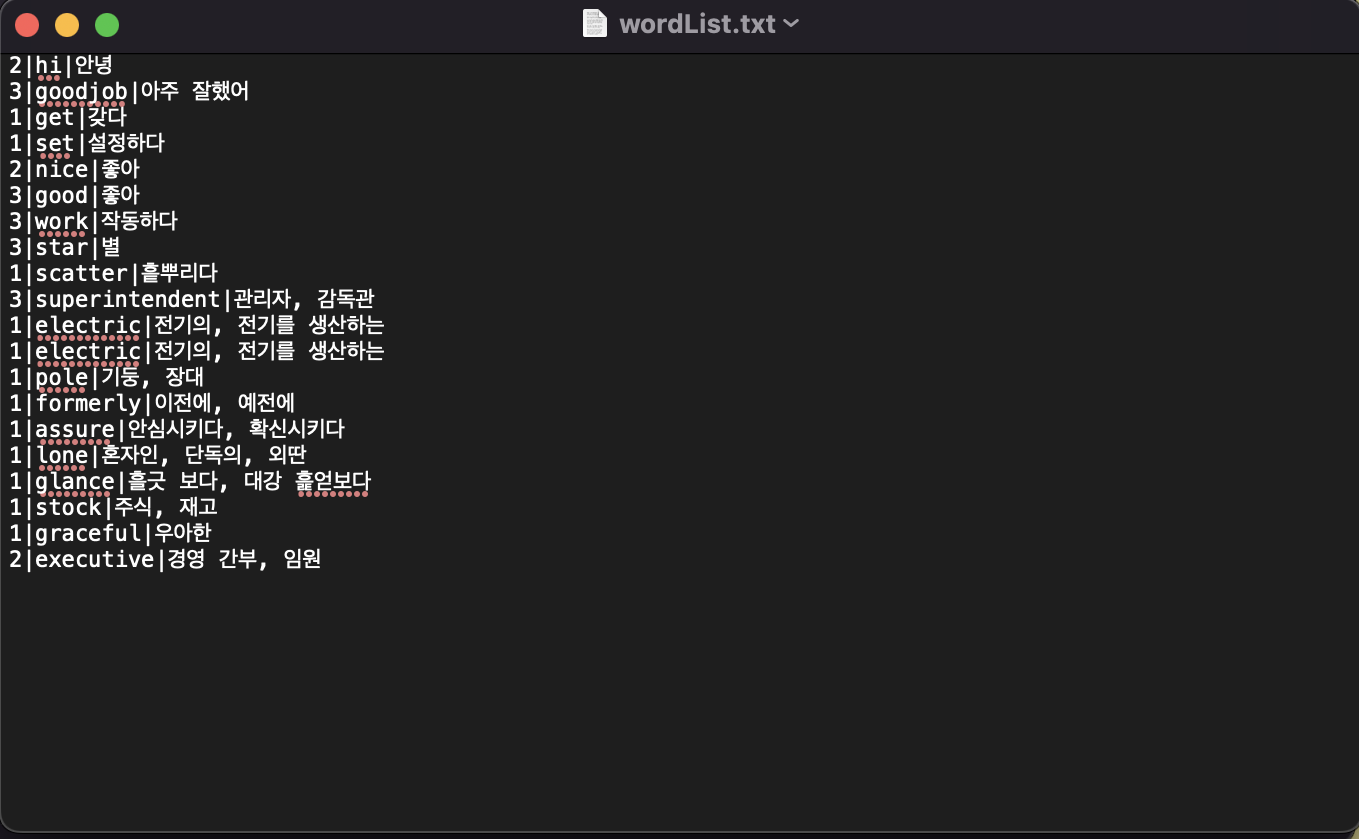 wordList.txt
2|hi|안녕
3|goodjob|아주 잘했어
1|get|갖다
1|set|설정하다
2|nice|좋아
3|good|좋아
3|work|작동하다
3|star|별
1|scatter|흩뿌리다
3|superintendent|관리자, 감독관
1|electric|전기의, 전기를 생산하는
1|electric|전기의, 전기를 생산하는
1|pole|기둥, 장대
1|formerly|이전에, 예전에
1|assure|안심시키다, 확신시키다
1|lone|혼자인, 단독의, 외딴
1|glance|흘긋 보다, 대강 훑얻보다
1|stock|주식, 재고
1|graceful|우아한
2|executive|경영 간부, 임원